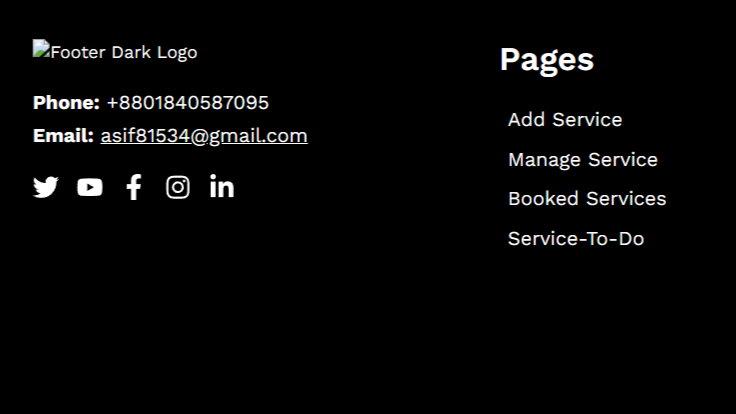 Footer Dark Logo
Phone: +8801840587095
Email: asif81534@gmail.com
Pages
Add Service
Manage Service
Booked Services
Service-To-Do